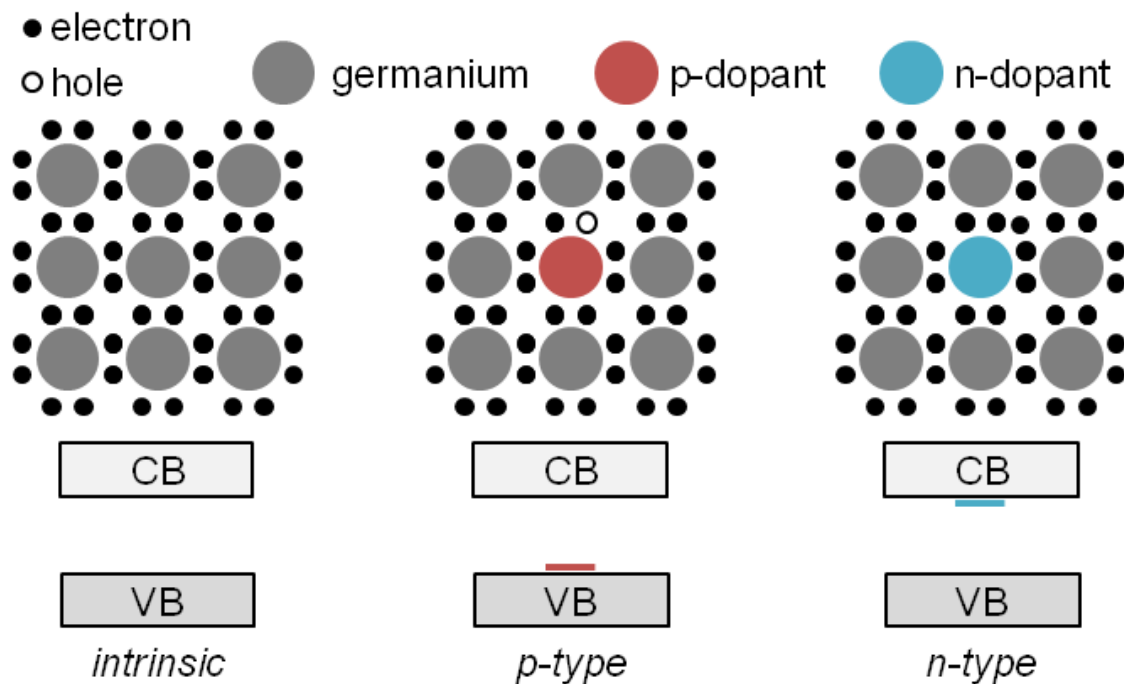 electron
hole
germanium
p-dopant
n-dopant
CB
CB
CB
VB
VB
VB
intrinsic
p-type
n-type